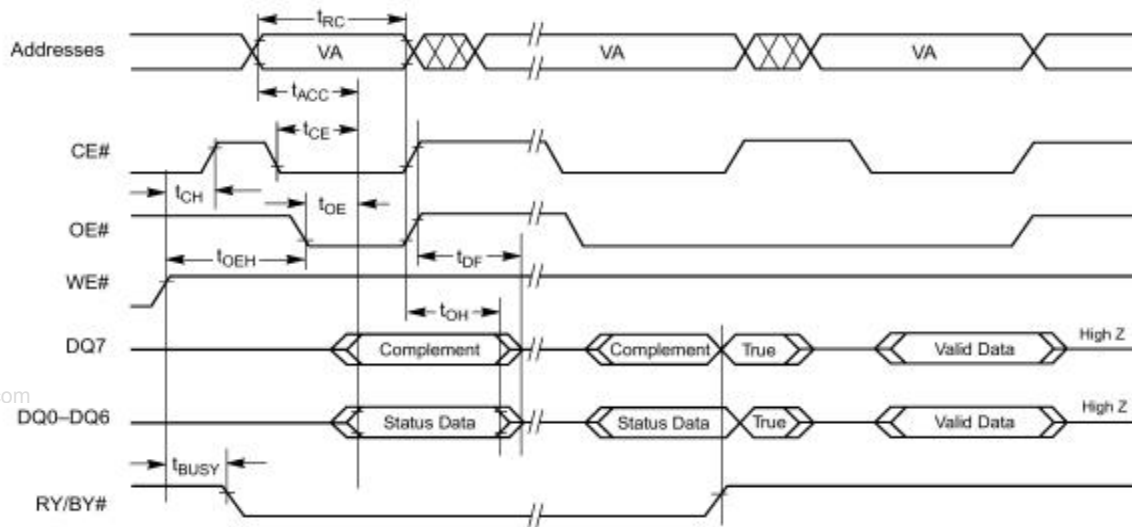 tRC
Addresses VA VA VA
tACC
tCE
CE#
tCH
tOE
OE#
tOEH
tDF
WE#
tOH
DQ7 Complement Complement True Valid Data High Z
om
DQ0–DQ6 Status Data Status Data True Valid Data High Z
tBUSY
RY/BY#